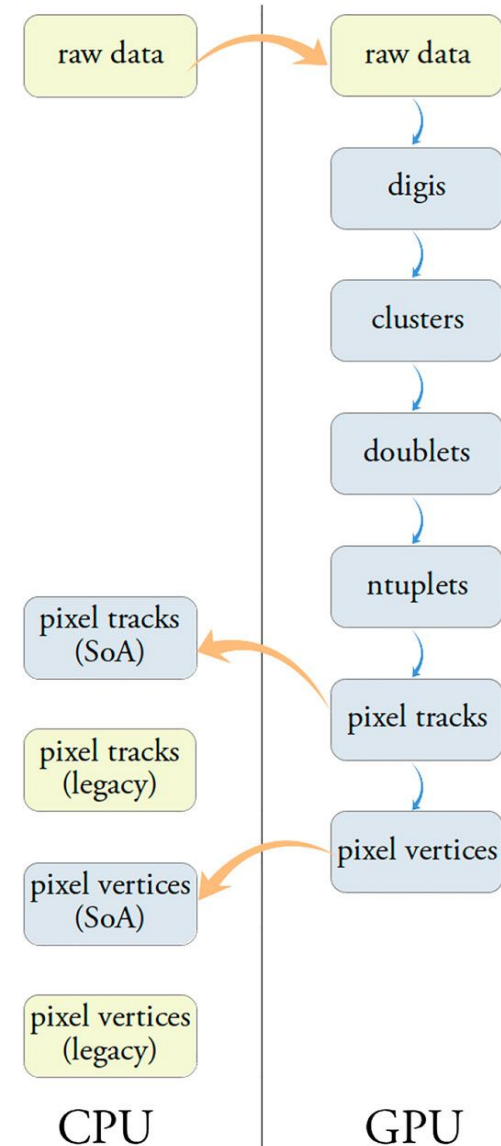 raw data
raw data
digis
clusters
doublets
ntuplets
pixel tracks
(SoA)
pixel tracks
pixel tracks
(legacy)
pixel vertices
pixel vertices
(SoA)
pixel vertices
(legacy)
CPU
GPU